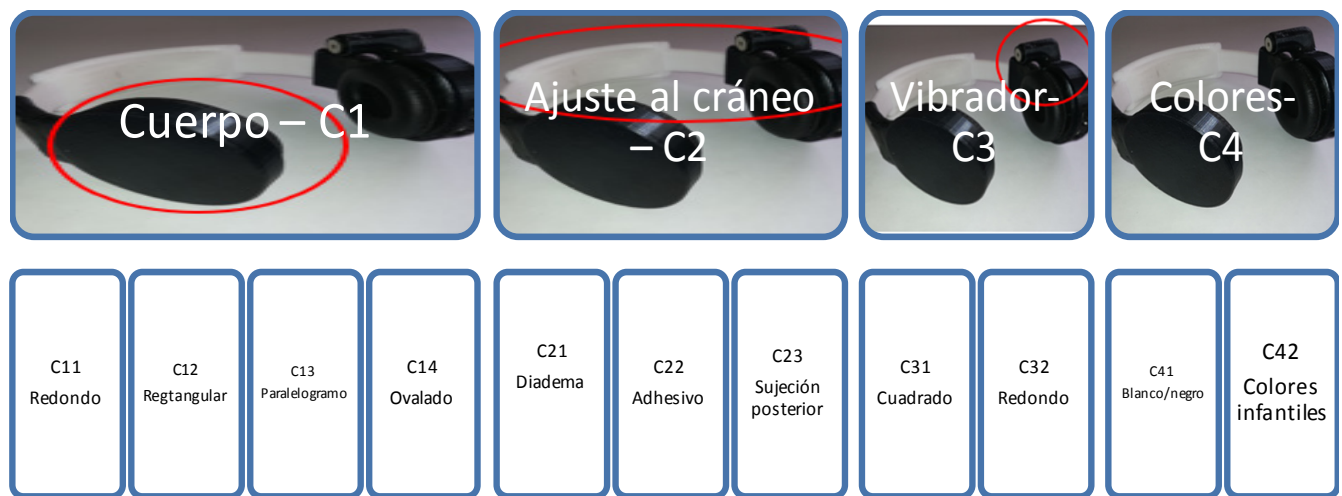 Cuerpo – C1
Ajuste al cráneo
– C2
Vibrador-
C3
Colores-
C4
C11
Redondo
C12
Regtangular
C13
Paralelogramo
C14
Ovalado
C21
Diadema
C22
Adhesivo
C23
Sujeción
posterior
C31
Cuadrado
C32
Redondo
C41
Blanco/negro
C42
Colores
infantiles